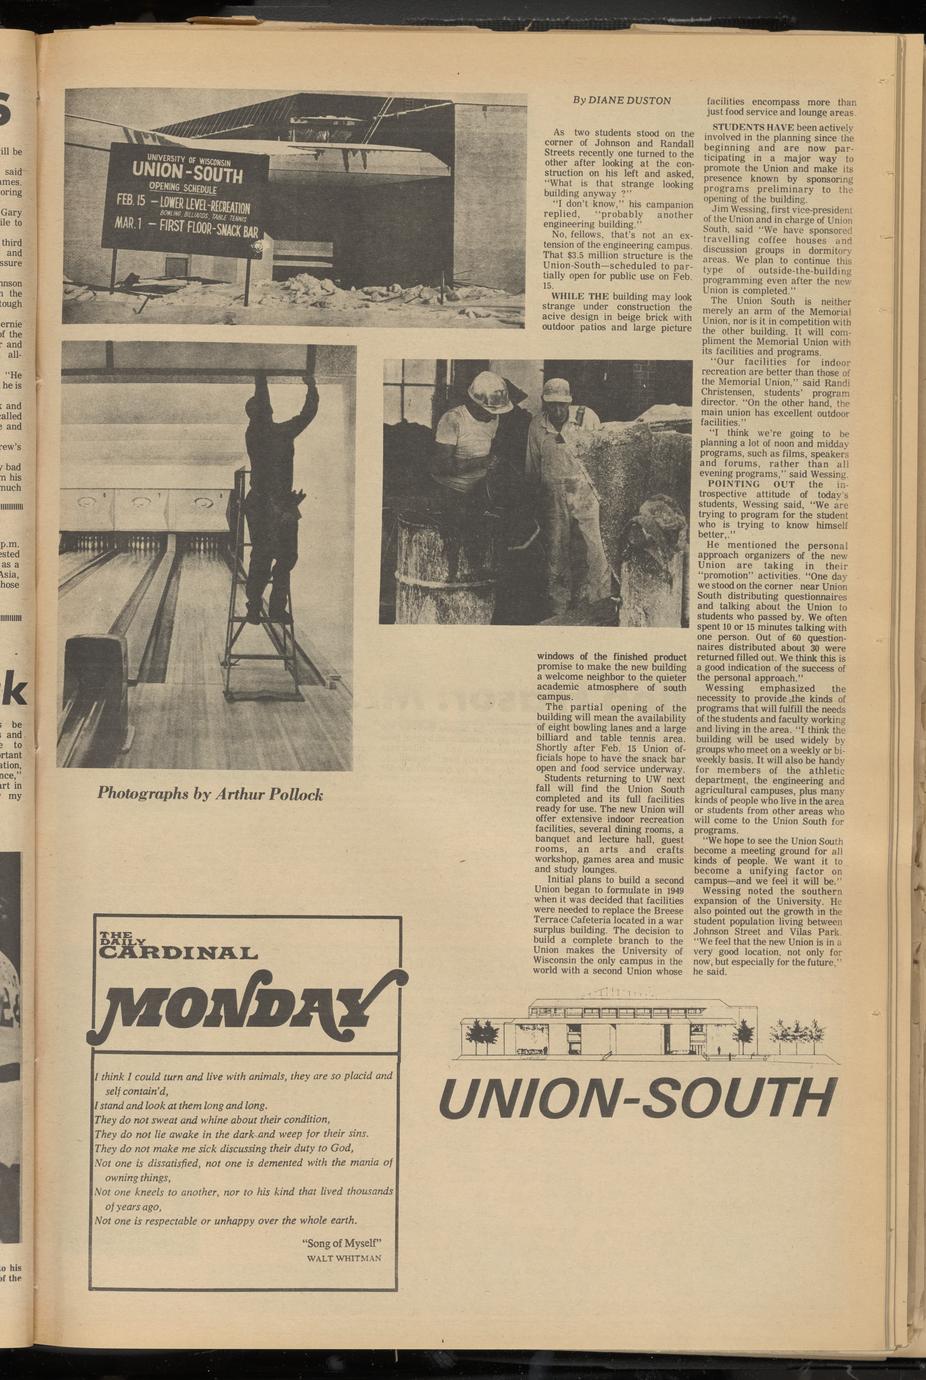 UNIVERSITY OF WISCONSIN
UNION-SOUTH
OPENING SCHEDULE
FEB. 15 — LOWER LEVEL-RECREATION
BOWLING, BILLIARDS, TABLE TENNIS
MAR. 1 — FIRST FLOOR-SNACK BAR
Photographs by Arthur Pollock
By DIANE DUSTON
As two students stood on the
corner of Johnson and Randall
Streets recently one turned to the
other after looking at the con-
struction on his left and asked,
"What is that strange looking
building anyway ?"
"I don't know," his campanion
replied, "probably another
engineering building."
No, fellows, that's not an ex-
tension of the engineering campus.
That $3.5 million structure is the
Union-South—scheduled to par-
tially open for public use on Feb.
15.
WHILE THE building may look
strange under construction the
acive design in beige brick with
outdoor patios and large picture
windows of the finished product
promise to make the new building
a welcome neighbor to the quieter
academic atmosphere of south
campus.
The partial opening of the
building will mean the availability
of eight bowling lanes and a large
billiard and table tennis area.
Shortly after Feb. 15 Union of-
ficials hope to have the snack bar
open and food service underway.
Students returning to UW next
fall will find the Union South
completed and its full facilities
ready for use. The new Union will
offer extensive indoor recreation
facilities, several dining rooms, a
banquet and lecture hall, guest
rooms, an arts and crafts
workshop, games area and music
and study lounges.
Initial plans to build a second
Union began to formulate in 1949
when it was decided that facilities
were needed to replace the Breese
Terrace Cafeteria located in a war
surplus building. The decision to
build a complete branch to the
Union makes the University of
Wisconsin the only campus in the
world with a second Union whose
facilities encompass more than
just food service and lounge areas.
STUDENTS HAVE been actively
involved in the planning since the
beginning and are now par-
ticipating in a major way to
promote the Union and make its
presence known by sponsoring
programs preliminary to the
opening of the building.
Jim Wessing, first vice-president
of the Union and in charge of Union
South, said "We have sponsored
travelling coffee houses and
discussion groups in dormitory
areas. We plan to continue this
type of outside-the-building
programming even after the new
Union is completed."
The Union South is neither
merely an arm of the Memorial
Union, nor is it in competition with
the other building. It will com-
pliment the Memorial Union with
its facilities and programs.
"Our facilities for indoor
recreation are better than those of
the Memorial Union," said Randi
Christensen, students' program
director. "On the other hand, the
main union has excellent outdoor
facilities."
"I think we're going to be
planning a lot of noon and midday
programs, such as films, speakers
and forums, rather than all
evening programs," said Wessing.
POINTING OUT the in-
trospective attitude of today's
students, Wessing said, "We are
trying to program for the student
who is trying to know himself
better,."
He mentioned the personal
approach organizers of the new
Union are taking in their
"promotion" activities. "One day
we stood on the corner near Union
South distributing questionnaires
and talking about the Union to
students who passed by. We often
spent 10 or 15 minutes talking with
one person. Out of 60 question-
naires distributed about 30 were
returned filled out. We think this is
a good indication of the success of
the personal approach."
Wessing emphasized the
necessity to provide the kinds of
programs that will fulfill the needs
of the students and faculty working
and living in the area. "I think the
building will be used widely by
groups who meet on a weekly or bi-
weekly basis. It will also be handy
for members of the athletic
department, the engineering and
agricultural campuses, plus many
kinds of people who live in the area
or students from other areas who
will come to the Union South for
programs.
"We hope to see the Union South
become a meeting ground for all
kinds of people. We want it to
become a unifying factor on
campus—and we feel it will be."
Wessing noted the southern
expansion of the University. He
also pointed out the growth in the
student population living between
Johnson Street and Vilas Park.
"We feel that the new Union is in a
very good location, not only for
now, but especially for the future,"
he said.
UNION-SOUTH
THE
DAILY
CARDINAL
MONDAY
I think I could turn and live with animals, they are so placid and
self contain'd,
I stand and look at them long and long.
They do not sweat and whine about their condition,
They do not lie awake in the dark and weep for their sins.
They do not make me sick discussing their duty to God,
Not one is dissatisfied, not one is demented with the mania of
owning things,
Not one kneels to another, nor to his kind that lived thousands
of years ago,
Not one is respectable or unhappy over the whole earth.
"Song of Myself"
WALT WHITMAN